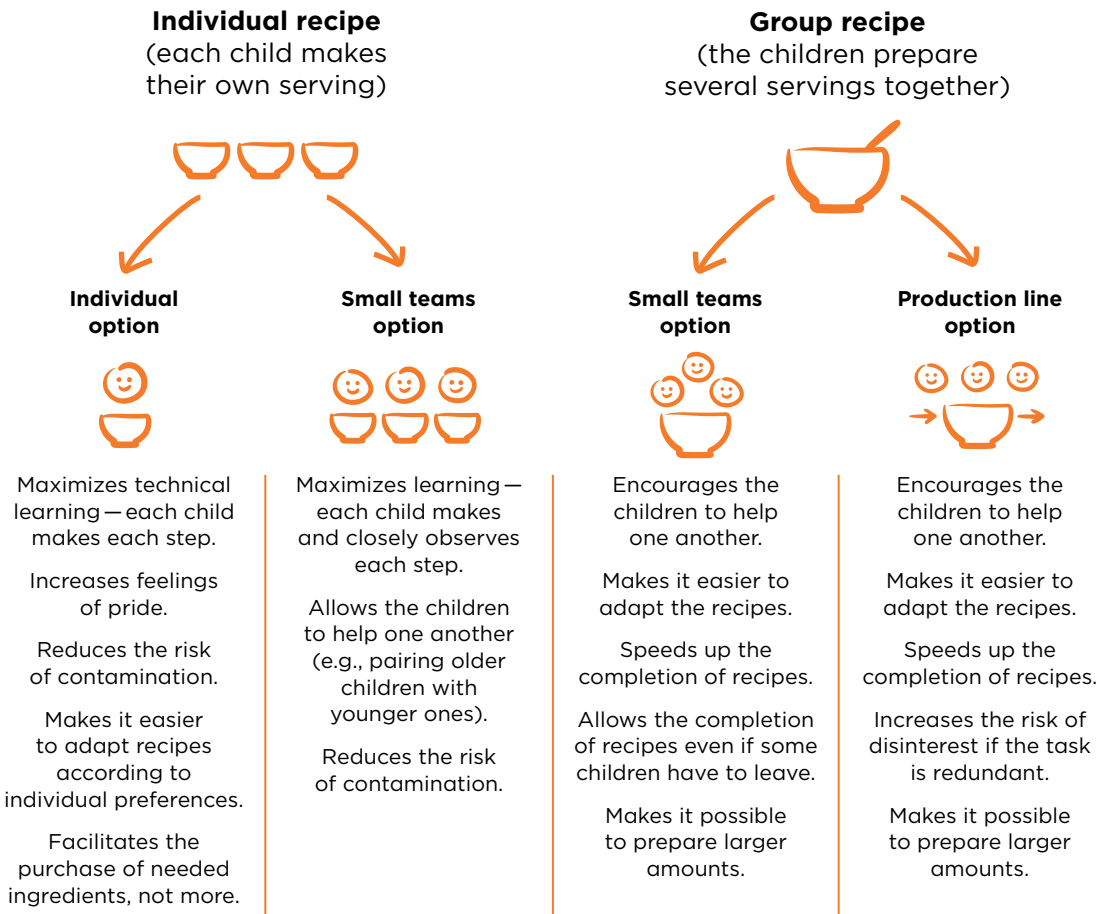 Individual recipe
(each child makes
their own serving)
Group recipe
(the children prepare
several servings together)
Individual
option
Small teams
option
Small teams
option
Production line
option
Maximizes technical
learning — each child
makes each step.
Increases feelings
of pride.
Reduces the risk
of contamination.
Makes it easier
to adapt recipes
according to
individual preferences.
Facilitates the
purchase of needed
ingredients, not more.
Maximizes learning —
each child makes
and closely observes
each step.
Allows the children
to help one another
(e.g., pairing older
children with
younger ones).
Reduces the risk
of contamination.
Encourages the
children to help
one another.
Makes it easier to
adapt the recipes.
Speeds up the
completion of recipes.
Allows the completion
of recipes even if some
children have to leave.
Makes it possible
to prepare larger
amounts.
Encourages the
children to help
one another.
Makes it easier to
adapt the recipes.
Speeds up the
completion of recipes.
Increases the risk of
disinterest if the task
is redundant.
Makes it possible
to prepare larger
amounts.